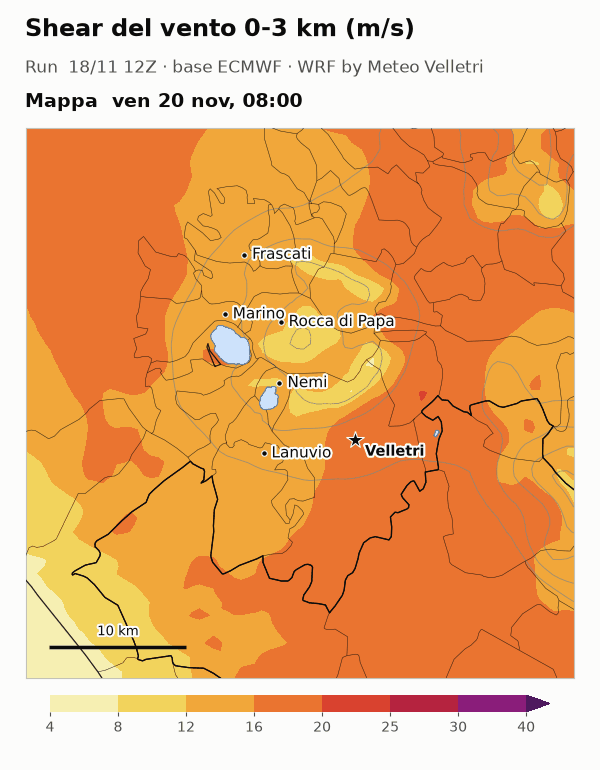 Shear del vento 0-3 km (m/s)
Run  18/11 12Z · base ECMWF · WRF by Meteo Velletri
Mappa  ven 20 nov, 08:00
Frascati
Marino
Rocca di Papa
Nemi
Velletri
Lanuvio
10 km
4 8 12 16 20 25 30 40